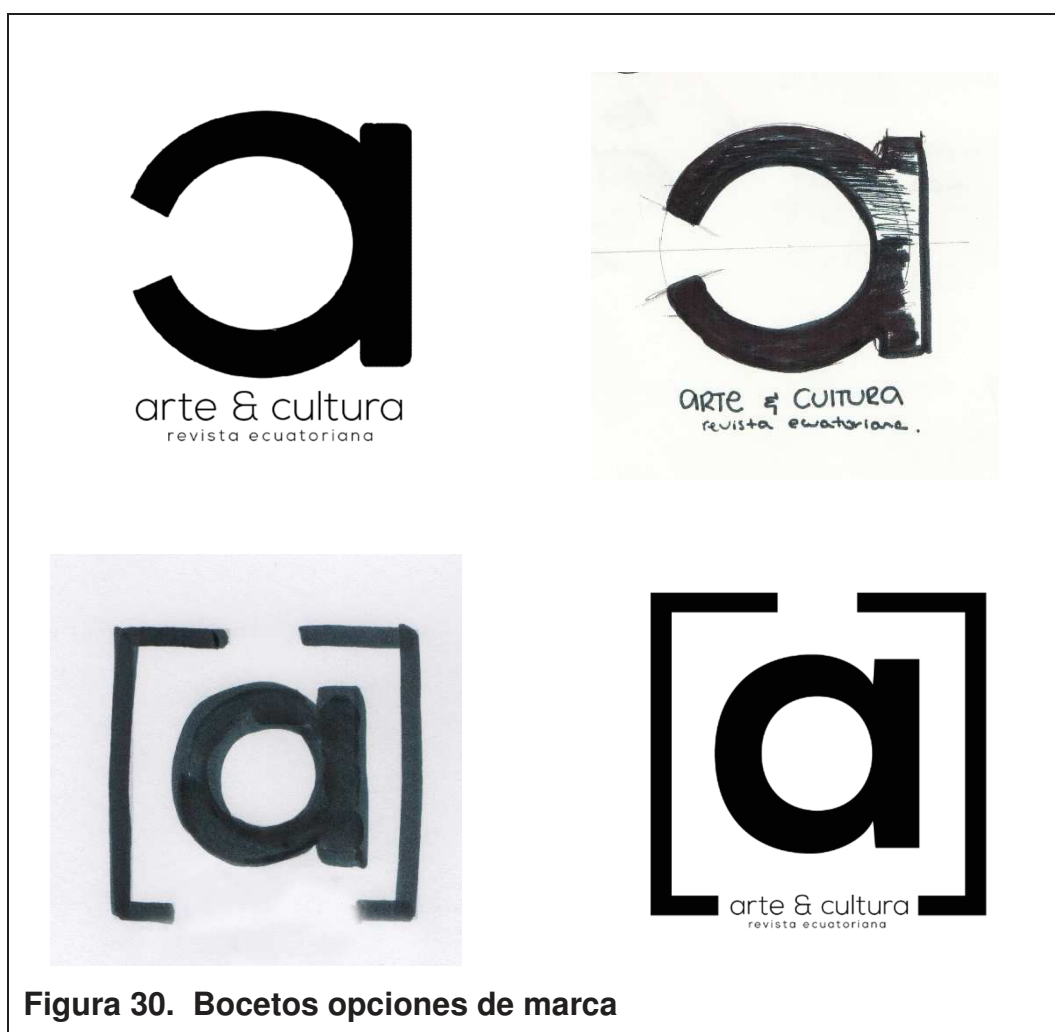 a
arte & cultura
revista ecuatoriana
a
aRTe & CUlTURa
revista ecuatoriana.
a
[a]
arte & cultura
revista ecuatoriana
Figura 30. Bocetos opciones de marca